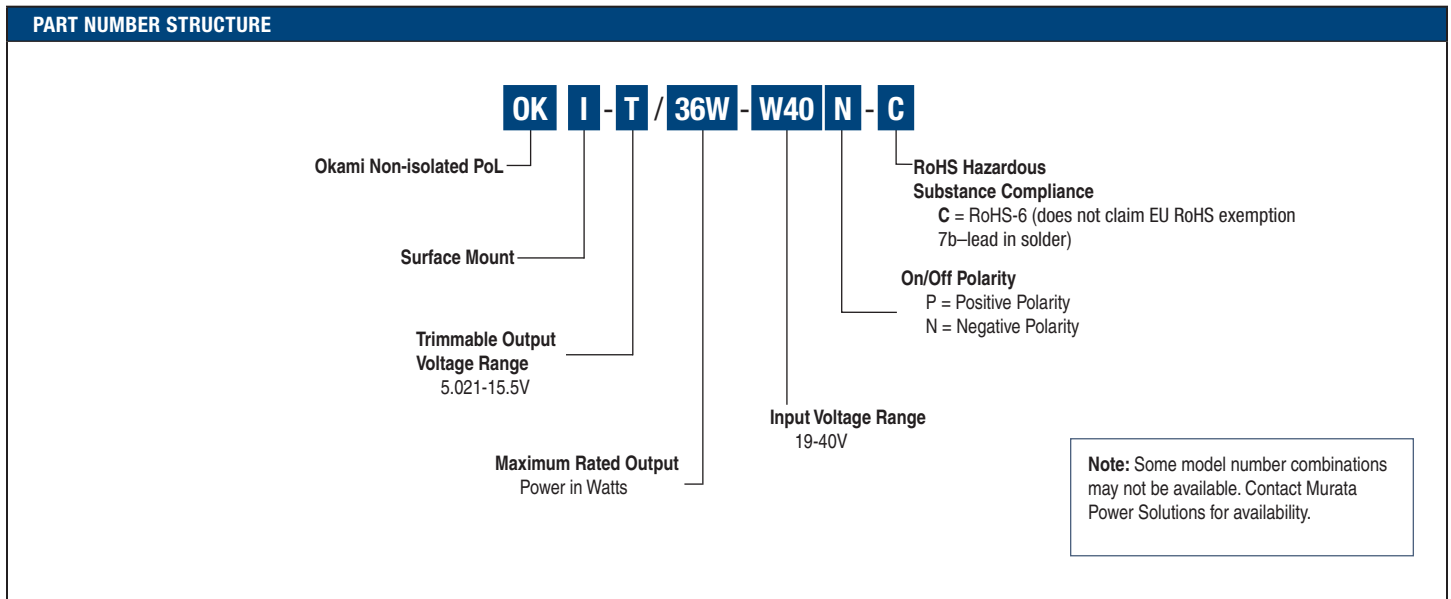 PART NUMBER STRUCTURE
OK I - T / 36W - W40 N - C
Okami Non-isolated PoL
RoHS Hazardous
Substance Compliance
C = RoHS-6 (does not claim EU RoHS exemption
7b–lead in solder)
Surface Mount
On/Off Polarity
P = Positive Polarity
N = Negative Polarity
Trimmable Output
Voltage Range
5.021-15.5V
Input Voltage Range
19-40V
Maximum Rated Output
Power in Watts
Note: Some model number combinations
may not be available. Contact Murata
Power Solutions for availability.